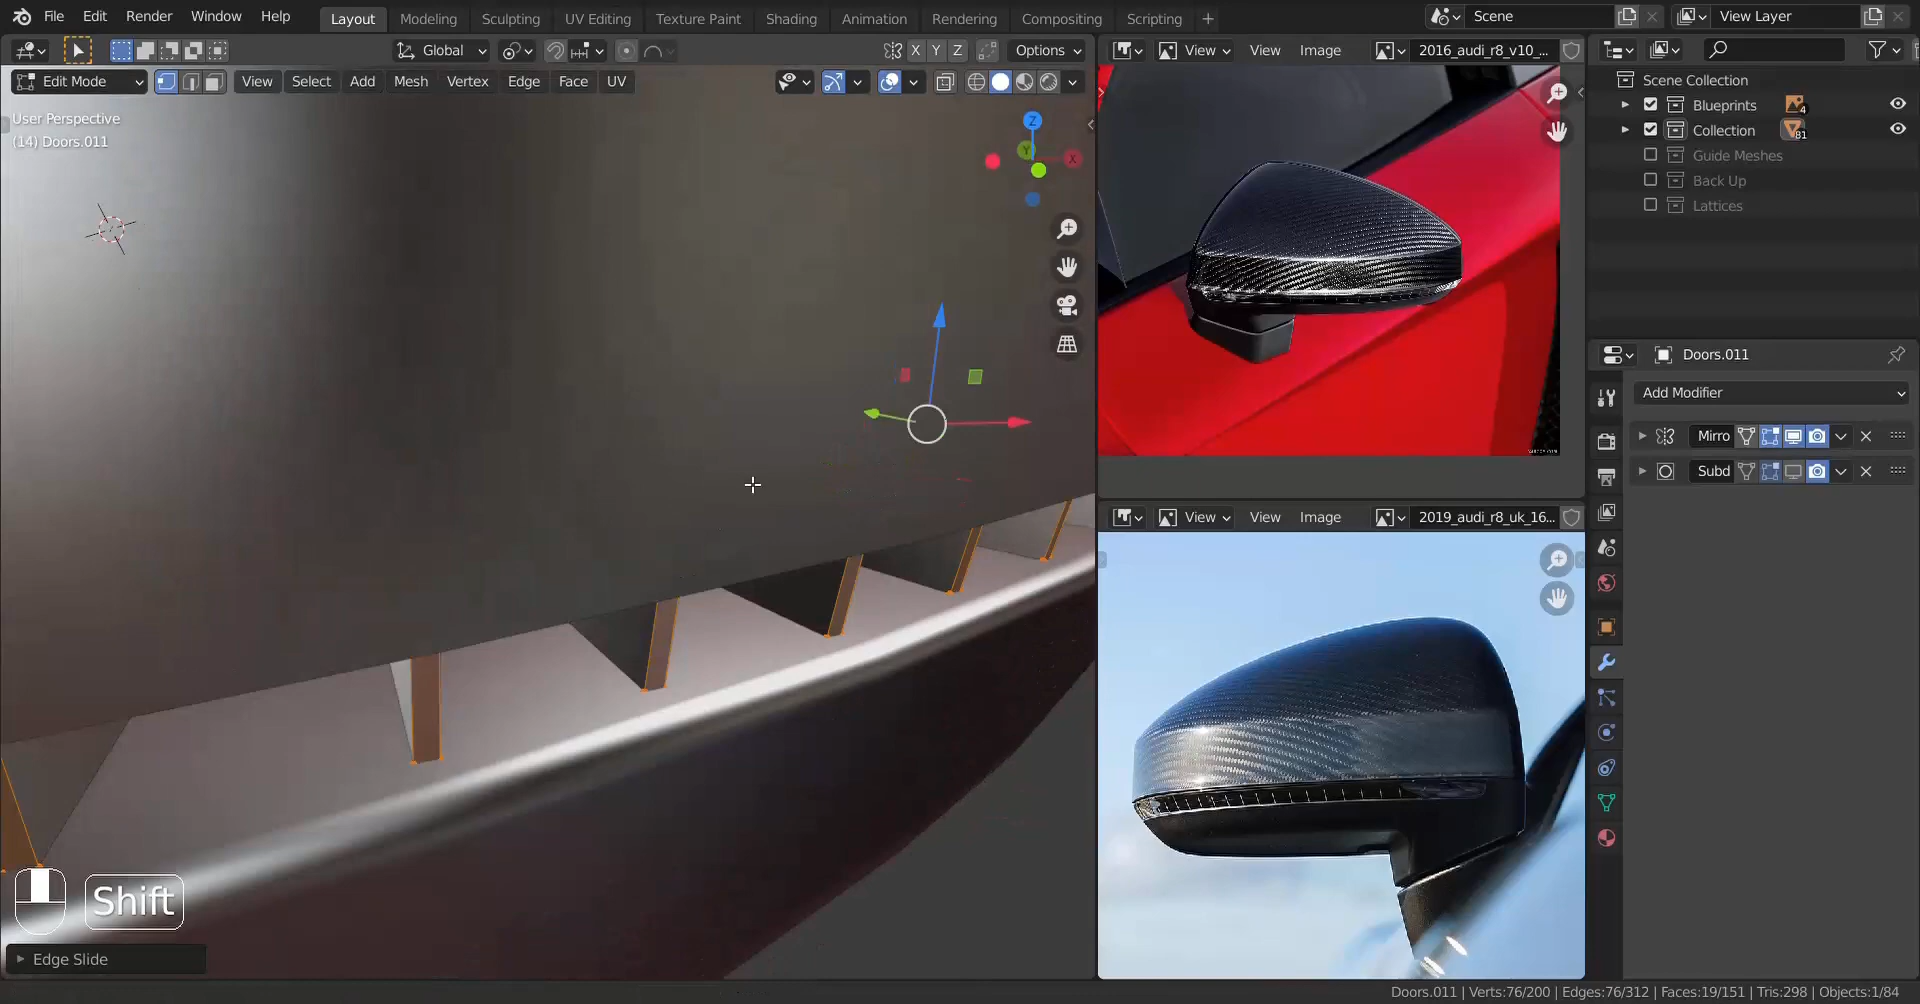 File Edit Render Window Help
Layout Modeling Sculpting UV Editing Texture Paint Shading Animation Rendering Compositing Scripting +
Scene
View Layer
Global
X Y Z
Options
View View Image
2016_audi_r8_v10_...
Edit Mode
View Select Add Mesh Vertex Edge Face UV
User Perspective
(14) Doors.011
Z
Y
X
Scene Collection
Blueprints
4
Collection
81
Guide Meshes
Back Up
Lattices
Doors.011
Add Modifier
Mirro
Subd
View View Image
2019_audi_r8_uk_16...
Shift
Edge Slide
Doors.011 | Verts:76/200 | Edges:76/312 | Faces:19/151 | Tris:298 | Objects:1/84